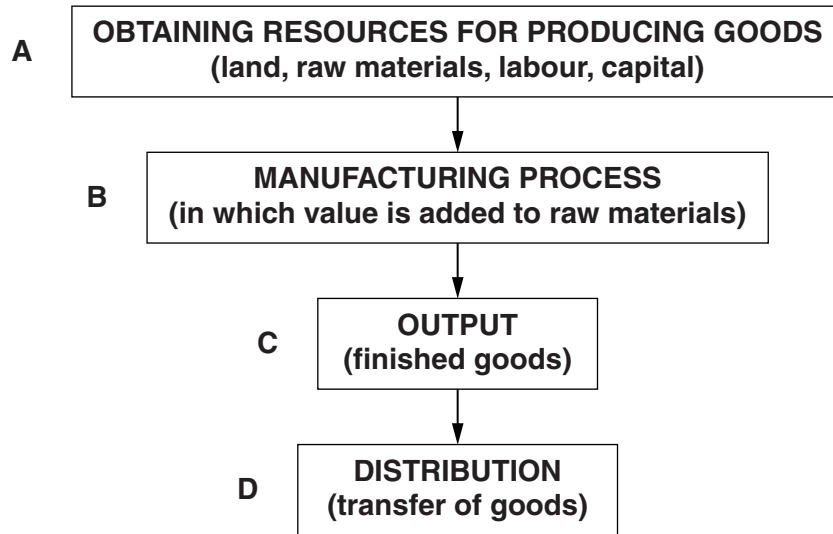 A
OBTAINING RESOURCES FOR PRODUCING GOODS
(land, raw materials, labour, capital)
B
MANUFACTURING PROCESS
(in which value is added to raw materials)
C
OUTPUT
(finished goods)
D
DISTRIBUTION
(transfer of goods)